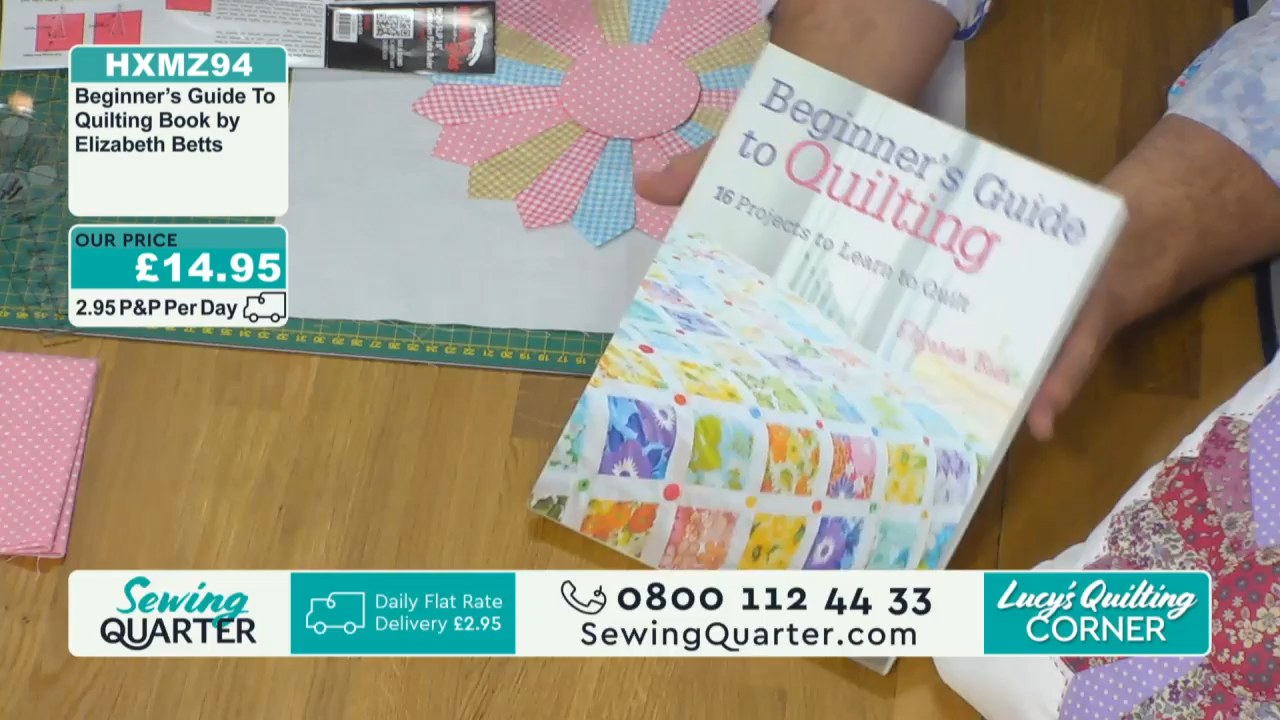 HXMZ94
Beginner's Guide To
Quilting Book by
Elizabeth Betts
OUR PRICE
£14.95
2.95 P&P Per Day
Beginner's Guide
to Quilting
16 Projects to Learn to Quilt
Elizabeth Betts
Sewing
QUARTER
Daily Flat Rate
Delivery £2.95
0800 112 44 33
SewingQuarter.com
Lucy's Quilting
CORNER